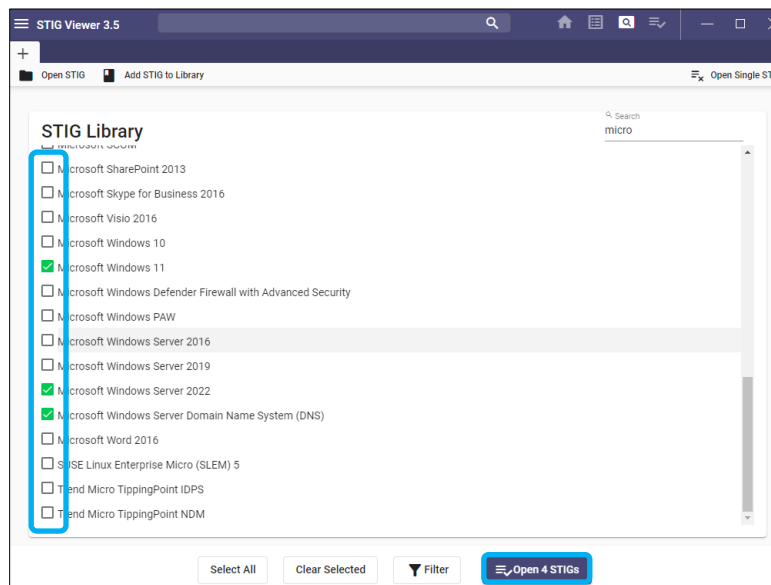 STIG Viewer 3.5
Open STIG Add STIG to Library Open Single ST
STIG Library
Search
micro
Microsoft SCOM
Microsoft SharePoint 2013
Microsoft Skype for Business 2016
Microsoft Visio 2016
Microsoft Windows 10
Microsoft Windows 11
Microsoft Windows Defender Firewall with Advanced Security
Microsoft Windows PAW
Microsoft Windows Server 2016
Microsoft Windows Server 2019
Microsoft Windows Server 2022
Microsoft Windows Server Domain Name System (DNS)
Microsoft Word 2016
SUSE Linux Enterprise Micro (SLEM) 5
Trend Micro TippingPoint IDPS
Trend Micro TippingPoint NDM
Select All Clear Selected Filter Open 4 STIGs